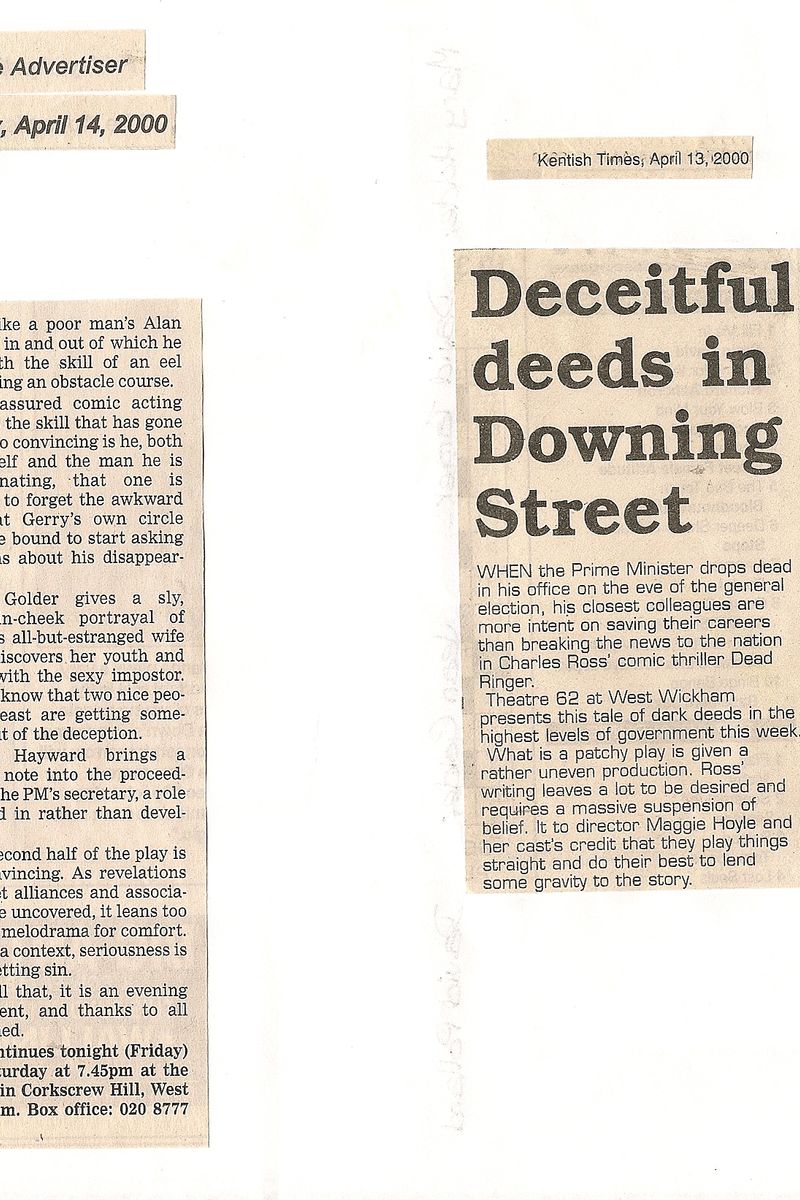 Advertiser
April 14, 2000
ike a poor man's Alan
in and out of which he
th the skill of an eel
ing an obstacle course.
assured comic acting
the skill that has gone
o convincing is he, both
elf and the man he is
nating, that one is
to forget the awkward
at Gerry's own circle
e bound to start asking
ns about his disappear-
Golder gives a sly,
n-cheek portrayal of
s all-but-estranged wife
iscovers her youth and
with the sexy impostor.
know that two nice peo-
east are getting some-
t of the deception.
Hayward brings a
note into the proceed-
he PM's secretary, a role
d in rather than devel-
econd half of the play is
nvincing. As revelations
et alliances and associa-
e uncovered, it leans too
melodrama for comfort.
a context, seriousness is
etting sin.
ll that, it is an evening
ent, and thanks to all
ned.
ntinues tonight (Friday)
turday at 7.45pm at the
in Corkscrew Hill, West
m. Box office: 020 8777
Kentish Times, April 13, 2000
Deceitful
deeds in
Downing
Street
WHEN the Prime Minister drops dead
in his office on the eve of the general
election, his closest colleagues are
more intent on saving their careers
than breaking the news to the nation
in Charles Ross' comic thriller Dead
Ringer.
Theatre 62 at West Wickham
presents this tale of dark deeds in the
highest levels of government this week.
What is a patchy play is given a
rather uneven production. Ross'
writing leaves a lot to be desired and
requires a massive suspension of
belief. It to director Maggie Hoyle and
her cast's credit that they play things
straight and do their best to lend
some gravity to the story.